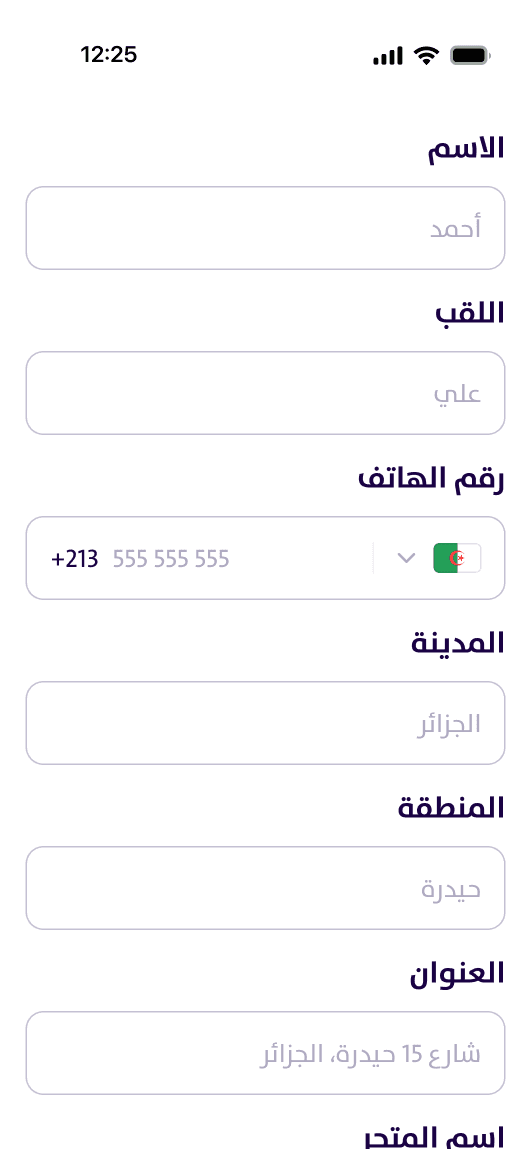 12:25
الاسم
أحمد
اللقب
علي
رقم الهاتف
+213 555 555 555
المدينة
الجزائر
المنطقة
حيدرة
العنوان
شارع 15 حيدرة، الجزائر
اسم المتجر